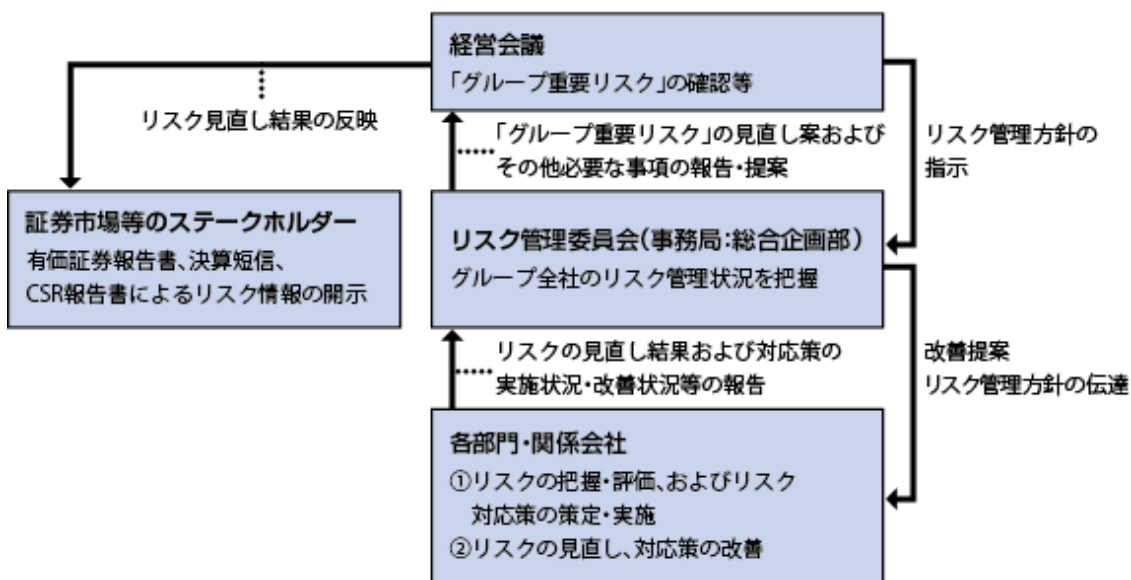 経営会議
「グループ重要リスク」の確認等
リスク見直し結果の反映
「グループ重要リスク」の見直し案および
その他必要な事項の報告・提案
リスク管理方針の
指示
証券市場等のステークホルダー
有価証券報告書、決算短信、
CSR報告書によるリスク情報の開示
リスク管理委員会(事務局:総合企画部)
グループ全社のリスク管理状況を把握
リスクの見直し結果および対応策の
実施状況・改善状況等の報告
改善提案
リスク管理方針の伝達
各部門・関係会社
①リスクの把握・評価、およびリスク
対応策の策定・実施
②リスクの見直し、対応策の改善